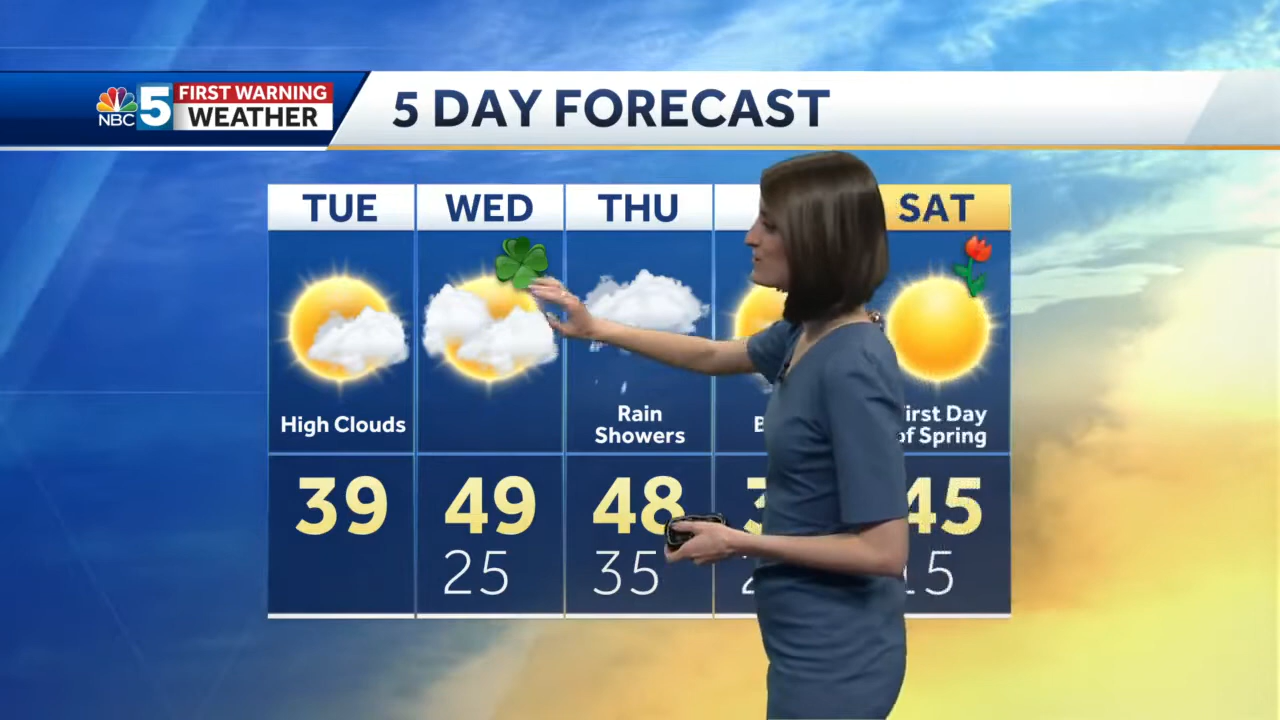 NBC 5 FIRST WARNING
WEATHER
5 DAY FORECAST
TUE WED THU SAT
High Clouds
Rain
Showers
First Day
of Spring
39 49 48 45
25 35 15